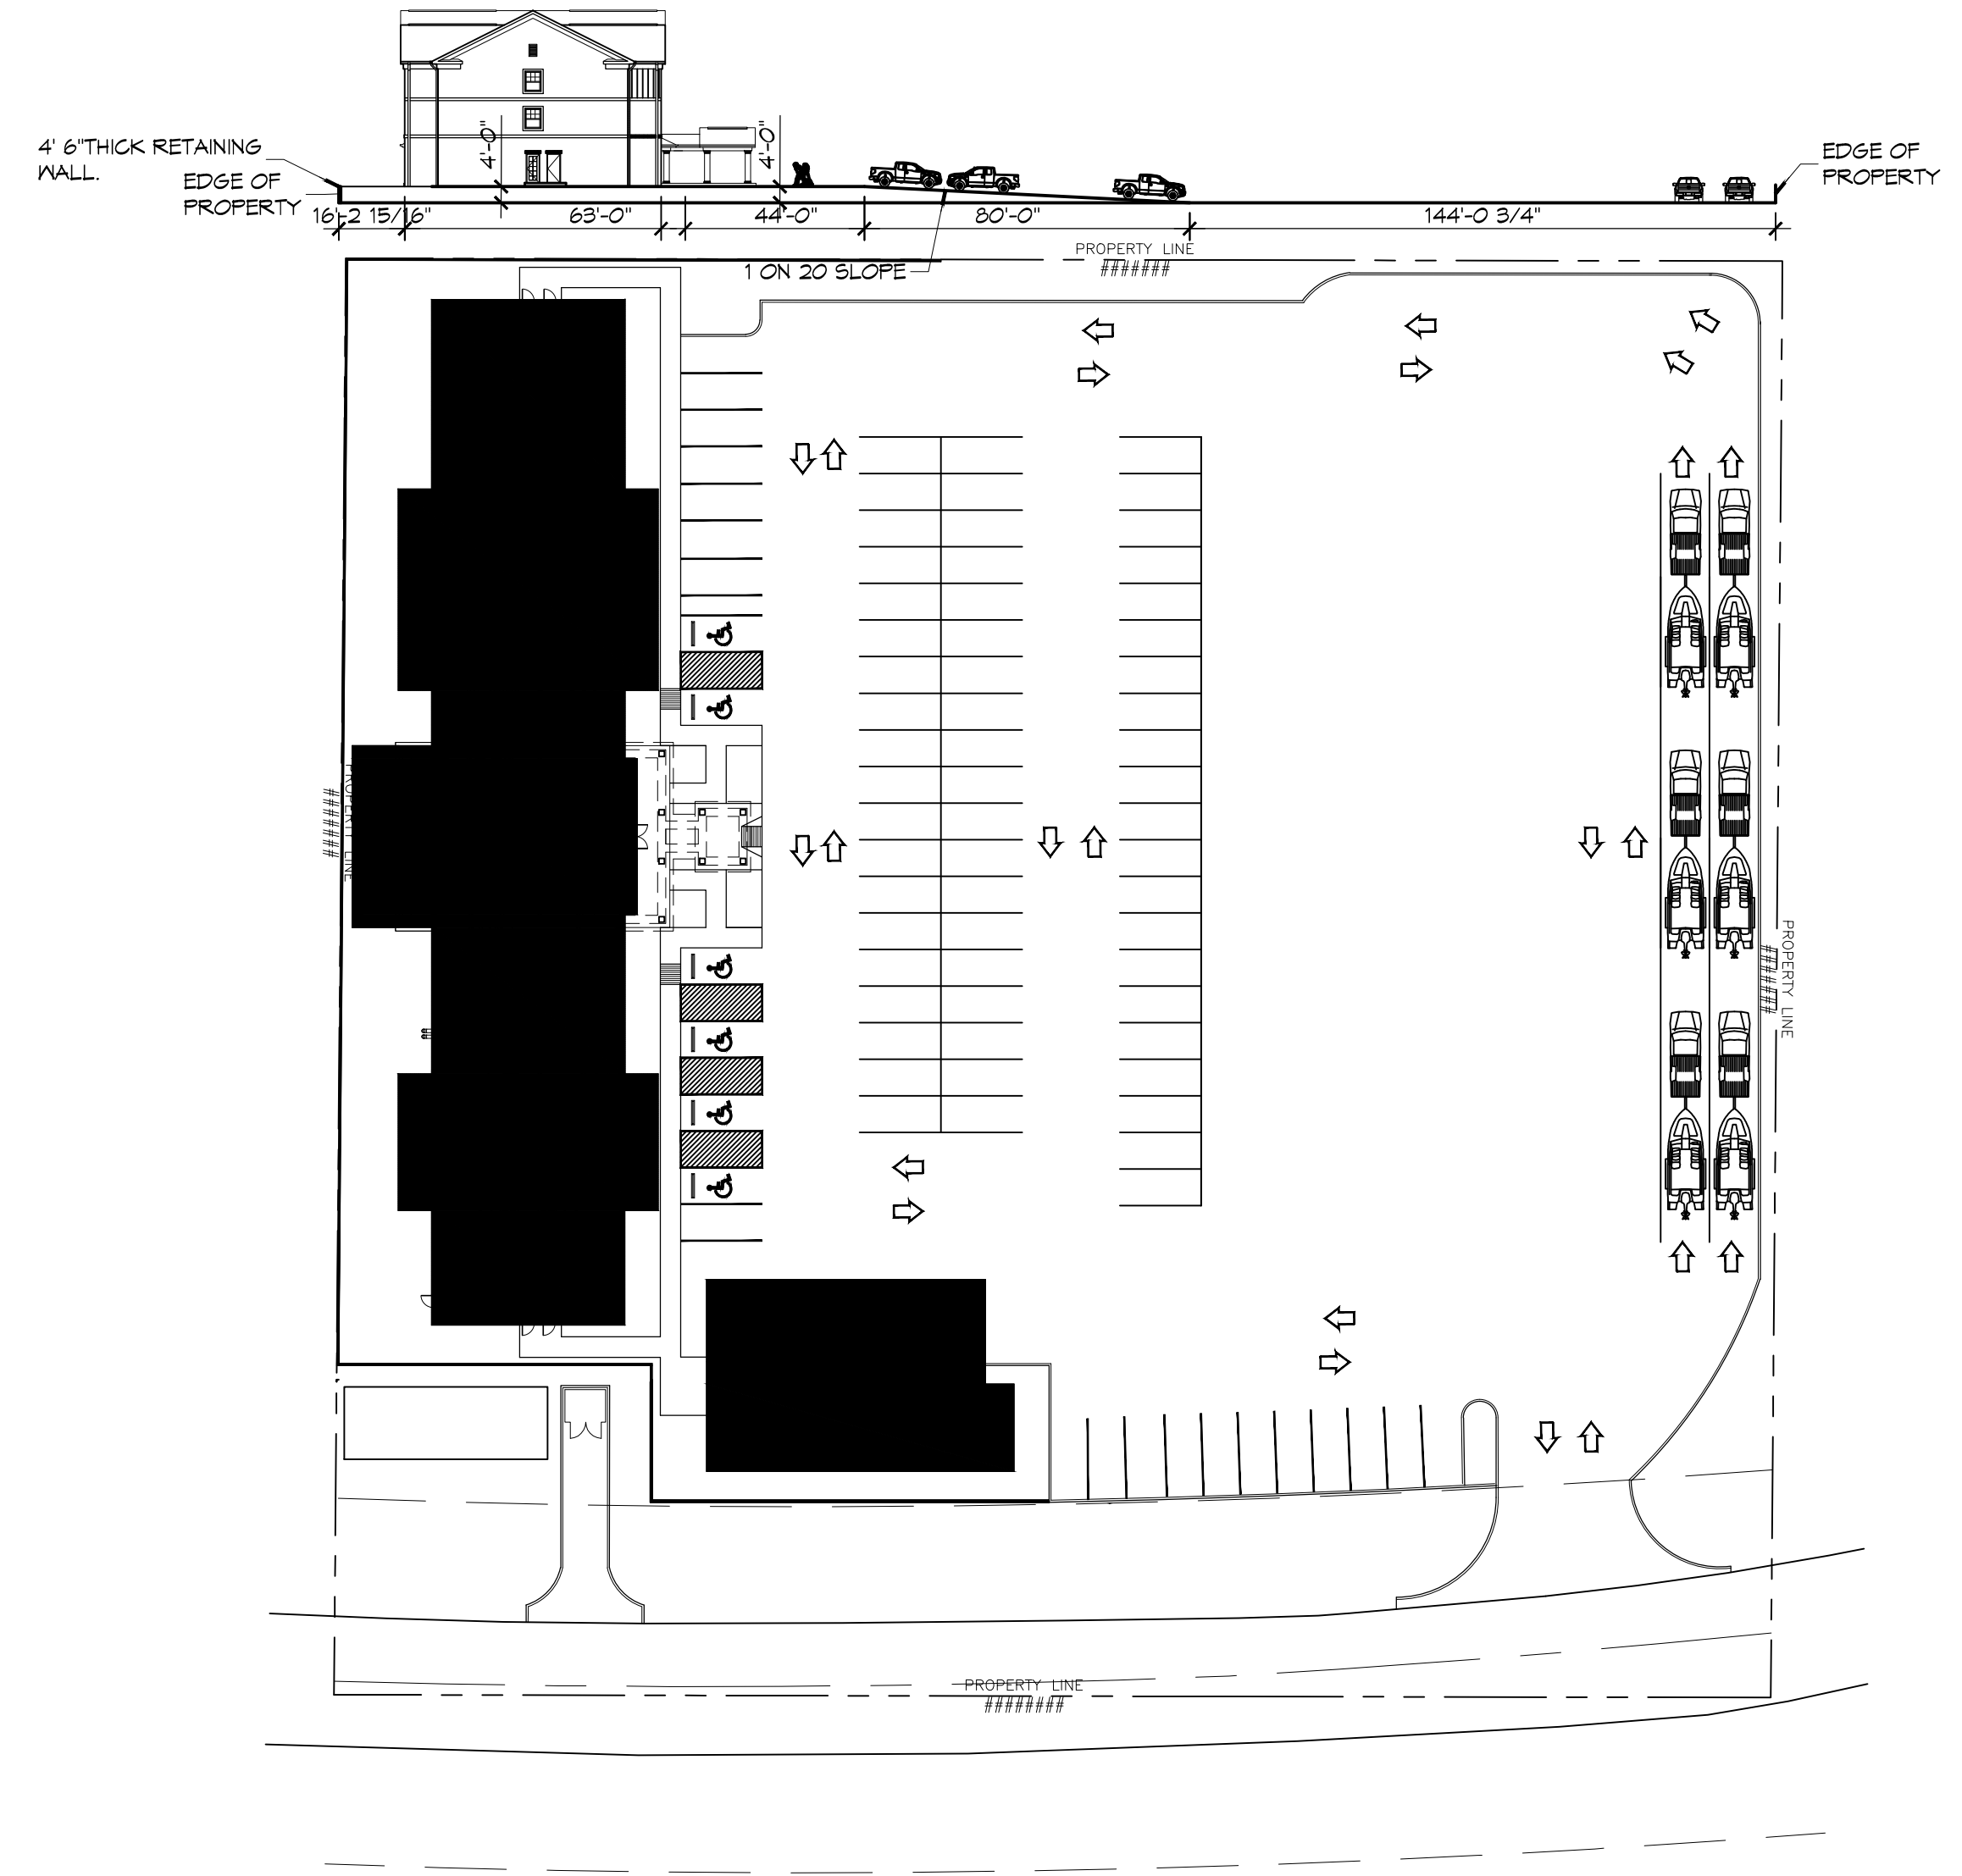 4' 6"THICK RETAINING
WALL.
EDGE OF
PROPERTY
4'-0"
4'-0"
EDGE OF
PROPERTY
16'-2 15/16"
63'-0"
44'-0"
80'-0"
144'-0 3/4"
1 ON 20 SLOPE
PROPERTY LINE
#######
PROPERTY LINE
#######
PROPERTY LINE
#######
PROPERTY LINE
########